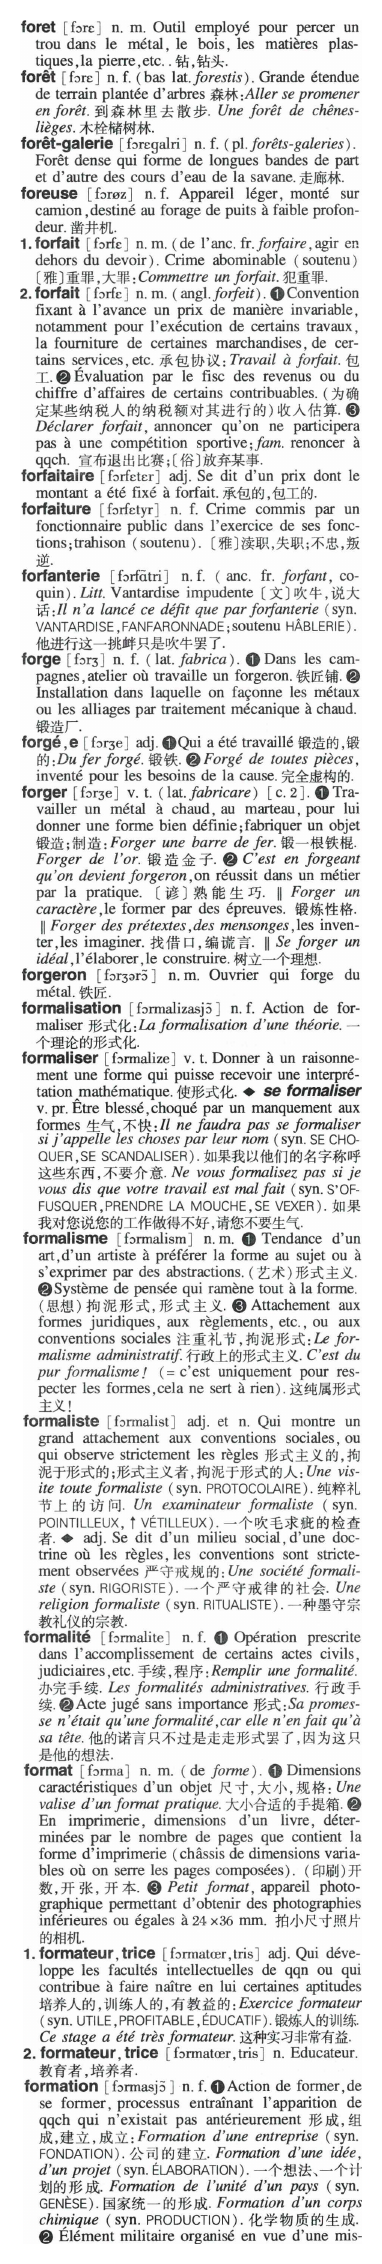 foret [fɔrɛ] n. m. Outil employé pour percer un
trou dans le métal, le bois, les matières plas-
tiques,la pierre,etc.. 钻,钻头.
forêt [fɔrɛ] n. f. (bas lat. forestis). Grande étendue
de terrain plantée d'arbres 森林:Aller se promener
en forêt. 到森林里去散步. Une forêt de chênes-
lièges. 木栓槠树林.
forêt-galerie [fɔrɛgalri] n. f. (pl. forêts-galeries).
Forêt dense qui forme de longues bandes de part
et d'autre des cours d'eau de la savane. 走廊林.
foreuse [fɔrøz] n. f. Appareil léger, monté sur
camion,destiné au forage de puits à faible profon-
deur. 凿井机.
1. forfait [fɔrfɛ] n. m. (de l'anc. fr. forfaire,agir en
dehors du devoir). Crime abominable (soutenu)
〔雅〕重罪,大罪:Commettre un forfait. 犯重罪.
2. forfait [fɔrfɛ] n. m. (angl. forfeit). ❶Convention
fixant à l'avance un prix de manière invariable,
notamment pour l'exécution de certains travaux,
la fourniture de certaines marchandises, de cer-
tains services, etc. 承包协议:Travail à forfait. 包
工. ❷Évaluation par le fisc des revenus ou du
chiffre d'affaires de certains contribuables. (为确
定某些纳税人的纳税额对其进行的)收入估算. ❸
Déclarer forfait, annoncer qu'on ne participera
pas à une compétition sportive;fam. renoncer à
qqch. 宣布退出比赛;〔俗〕放弃某事.
forfaitaire [fɔrfɛtɛr] adj. Se dit d'un prix dont le
montant a été fixé à forfait. 承包的,包工的.
forfaiture [fɔrfɛtyr] n. f. Crime commis par un
fonctionnaire public dans l'exercice de ses fonc-
tions;trahison (soutenu). 〔雅〕渎职,失职;不忠,叛
逆.
forfanterie [fɔrfɑ̃tri] n. f. ( anc. fr. forfant, co-
quin). Litt. Vantardise impudente 〔文〕吹牛,说大
话:Il n'a lancé ce défit que par forfanterie (syn.
VANTARDISE,FANFARONNADE;soutenu HÂBLERIE).
他进行这一挑衅只是吹牛罢了.
forge [fɔrʒ] n. f. (lat. fabrica). ❶ Dans les cam-
pagnes,atelier où travaille un forgeron. 铁匠铺. ❷
Installation dans laquelle on façonne les métaux
ou les alliages par traitement mécanique à chaud.
锻造厂.
forgé,e [fɔrʒe] adj. ❶Qui a été travaillé 锻造的,锻
的:Du fer forgé. 锻铁. ❷ Forgé de toutes pièces,
inventé pour les besoins de la cause. 完全虚构的.
forger [fɔrʒe] v. t. (lat. fabricare) [c. 2]. ❶ Tra-
vailler un métal à chaud, au marteau, pour lui
donner une forme bien définie;fabriquer un objet
锻造;制造:Forger une barre de fer. 锻一根铁棍.
Forger de l'or. 锻造金子. ❷ C'est en forgeant
qu'on devient forgeron,on réussit dans un métier
par la pratique. 〔谚〕熟能生巧. ‖ Forger un
caractère,le former par des épreuves. 锻炼性格.
‖ Forger des prétextes,des mensonges,les inven-
ter,les imaginer. 找借口,编谎言. ‖ Se forger un
idéal,l'élaborer,le construire. 树立一个理想.
forgeron [fɔrʒərɔ̃] n. m. Ouvrier qui forge du
métal. 铁匠.
formalisation [fɔrmalizasjɔ̃] n. f. Action de for-
maliser 形式化:La formalisation d'une théorie. 一
个理论的形式化.
formaliser [fɔrmalize] v. t. Donner à un raisonne-
ment une forme qui puisse recevoir une interpré-
tation mathématique. 使形式化. ◆ se formaliser
v. pr. Être blessé,choqué par un manquement aux
formes 生气,不快:Il ne faudra pas se formaliser
si j'appelle les choses par leur nom (syn. SE CHO-
QUER,SE SCANDALISER). 如果我以他们的名字称呼
这些东西,不要介意. Ne vous formalisez pas si je
vous dis que votre travail est mal fait (syn. S'OF-
FUSQUER,PRENDRE LA MOUCHE,SE VEXER). 如果
我对您说您的工作做得不好,请您不要生气.
formalisme [fɔrmalism] n. m. ❶ Tendance d'un
art,d'un artiste à préférer la forme au sujet ou à
s'exprimer par des abstractions. (艺术)形式主义.
❷Système de pensée qui ramène tout à la forme.
(思想) 拘泥形式,形式主义. ❸ Attachement aux
formes juridiques, aux règlements, etc., ou aux
conventions sociales 注重礼节,拘泥形式:Le for-
malisme administratif. 行政上的形式主义. C'est du
pur formalisme! (= c'est uniquement pour res-
pecter les formes,cela ne sert à rien). 这纯属形式
主义!
formaliste [fɔrmalist] adj. et n. Qui montre un
grand attachement aux conventions sociales, ou
qui observe strictement les règles 形式主义的,拘
泥于形式的;形式主义者,拘泥于形式的人:Une vis-
ite toute formaliste (syn. PROTOCOLAIRE). 纯粹礼
节上的访问. Un examinateur formaliste ( syn.
POINTILLEUX, ↑ VÉTILLEUX). 一个吹毛求疵的检查
者. ◆ adj. Se dit d'un milieu social,d'une doc-
trine où les règles, les conventions sont stricte-
ment observées 严守戒规的:Une société formali-
ste (syn. RIGORISTE). 一个严守戒律的社会. Une
religion formaliste (syn. RITUALISTE). 一种墨守宗
教礼仪的宗教.
formalité [fɔrmalite] n. f. ❶ Opération prescrite
dans l'accomplissement de certains actes civils,
judiciaires,etc. 手续,程序:Remplir une formalité.
办完手续. Les formalités administratives. 行政手
续. ❷Acte jugé sans importance 形式:Sa promes-
se n'était qu'une formalité,car elle n'en fait qu'à
sa tête. 他的诺言只不过是走走形式罢了,因为这只
是他的想法.
format [fɔrma] n. m. (de forme). ❶ Dimensions
caractéristiques d'un objet 尺寸,大小,规格: Une
valise d'un format pratique. 大小合适的手提箱. ❷
En imprimerie, dimensions d'un livre, déter-
minées par le nombre de pages que contient la
forme d'imprimerie (châssis de dimensions varia-
bles où on serre les pages composées). (印刷)开
数,开张,开本. ❸ Petit format, appareil photo-
graphique permettant d'obtenir des photographies
inférieures ou égales à 24×36 mm. 拍小尺寸照片
的相机.
1. formateur,trice [fɔrmatœr,tris] adj. Qui déve-
loppe les facultés intellectuelles de qqn ou qui
contribue à faire naître en lui certaines aptitudes
培养人的,训练人的,有教益的:Exercice formateur
(syn. UTILE,PROFITABLE,ÉDUCATIF). 锻炼人的训练.
Ce stage a été très formateur. 这种实习非常有益.
2. formateur,trice [fɔrmatœr,tris] n. Educateur.
教育者,培养者.
formation [fɔrmasjɔ̃] n. f. ❶Action de former,de
se former, processus entraînant l'apparition de
qqch qui n'existait pas antérieurement 形成,组
成,建立,成立:Formation d'une entreprise (syn.
FONDATION). 公司的建立. Formation d'une idée,
d'un projet (syn. ÉLABORATION). 一个想法、一个计
划的形成. Formation de l'unité d'un pays (syn.
GENÈSE). 国家统一的形成. Formation d'un corps
chimique (syn. PRODUCTION). 化学物质的生成.
❷ Élément militaire organisé en vue d'une mis-